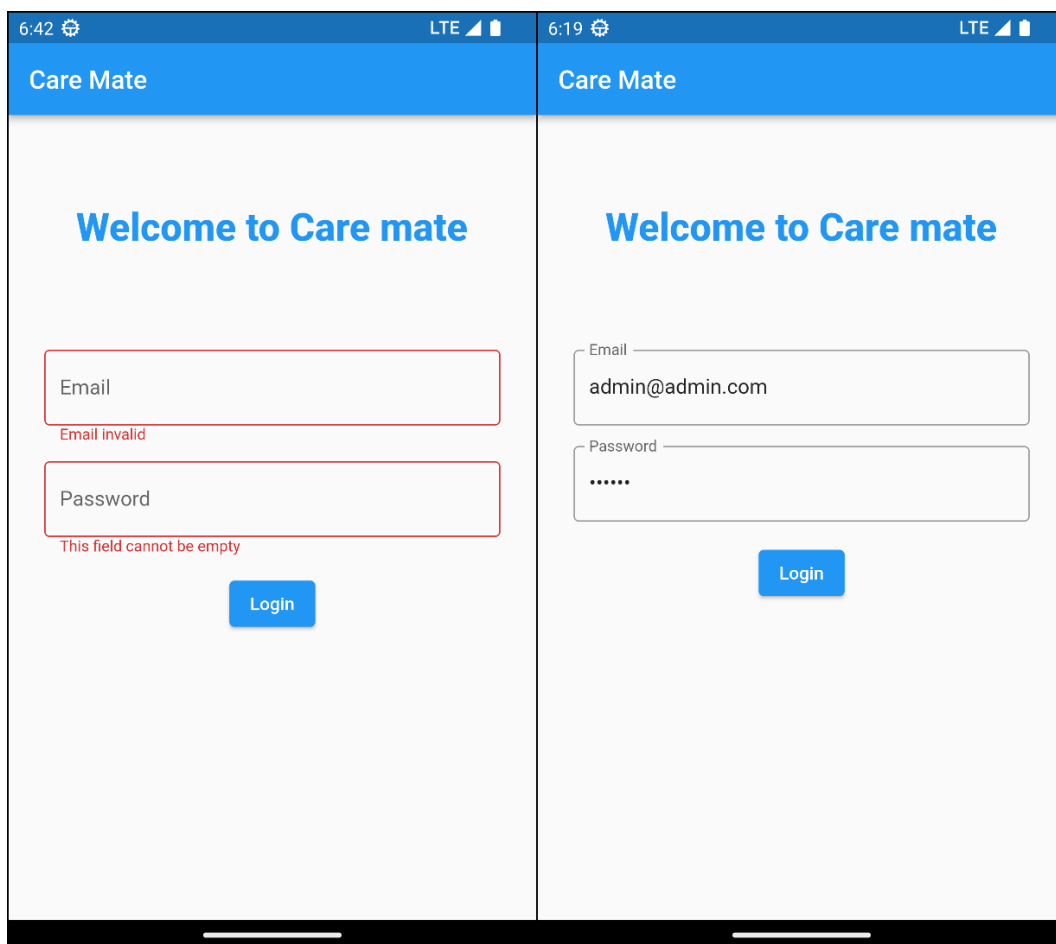 6:42 LTE
Care Mate
Welcome to Care mate
Email
Email invalid
Password
This field cannot be empty
Login
6:19 LTE
Care Mate
Welcome to Care mate
Email
admin@admin.com
Password
••••••
Login